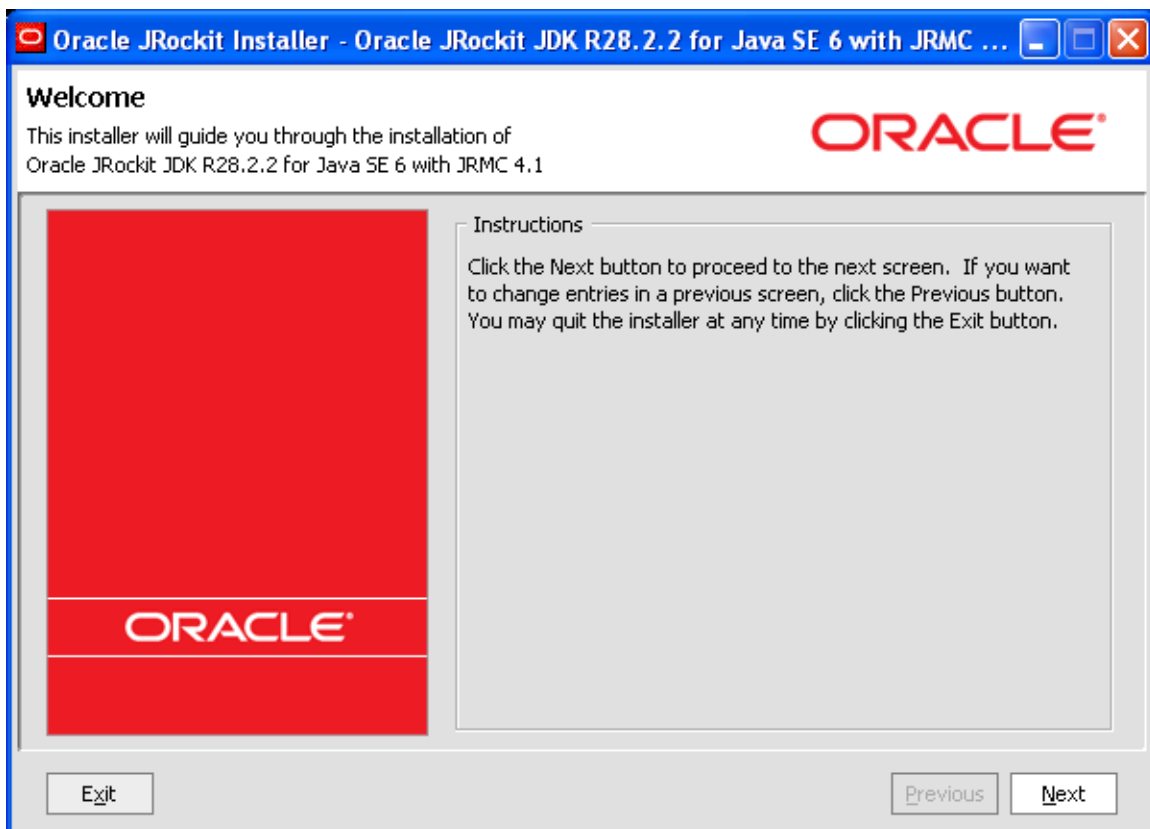 Oracle JRockit Installer - Oracle JRockit JDK R28.2.2 for Java SE 6 with JRMC ...
Welcome
This installer will guide you through the installation of
Oracle JRockit JDK R28.2.2 for Java SE 6 with JRMC 4.1
ORACLE
Instructions
Click the Next button to proceed to the next screen.  If you want
to change entries in a previous screen, click the Previous button.
You may quit the installer at any time by clicking the Exit button.
ORACLE
Exit
Previous
Next